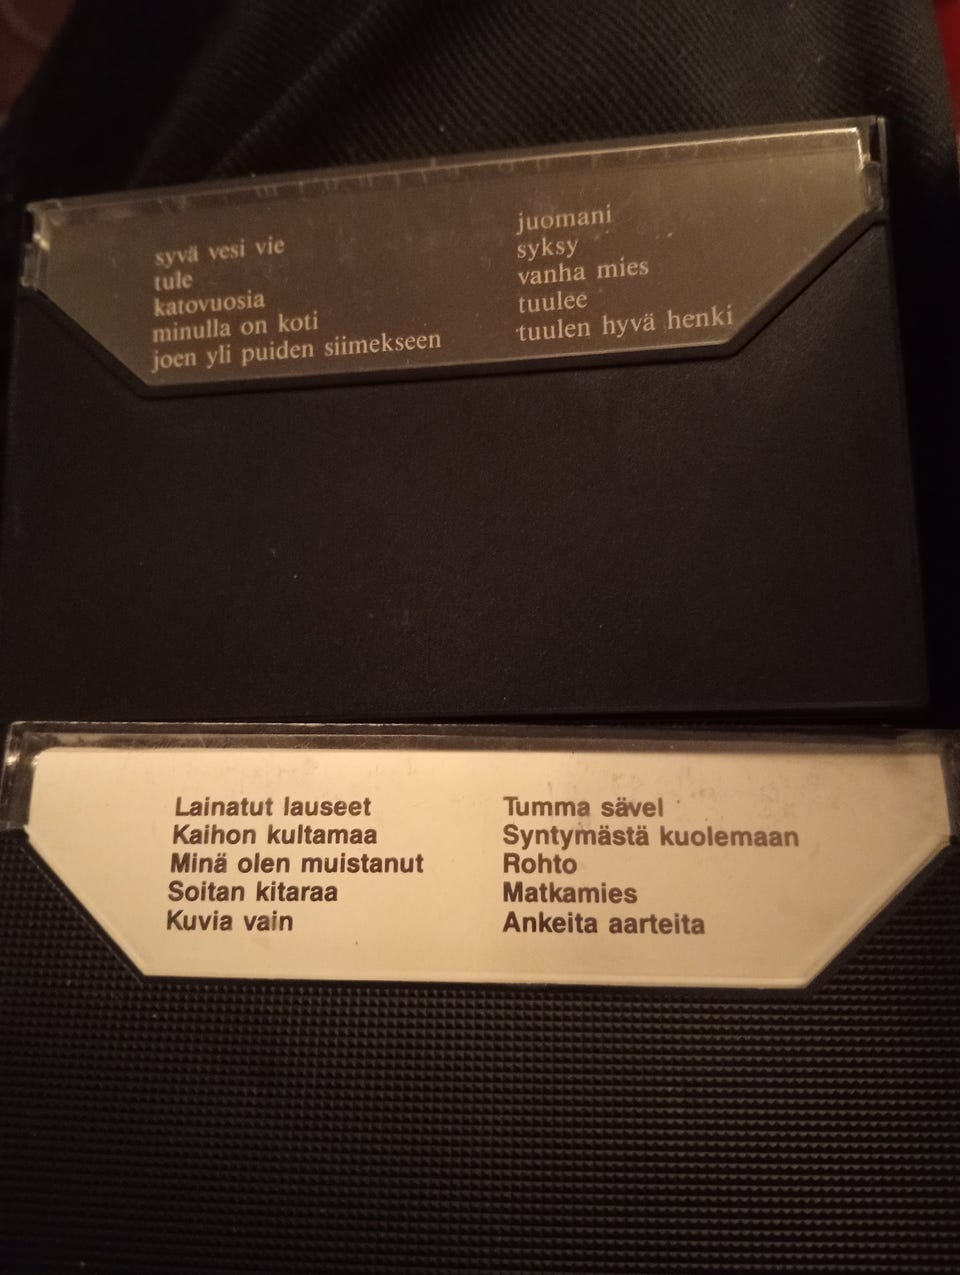 syvä vesi vie
tule
katovuosia
minulla on koti
joen yli puiden siimekseen
juomani
syksy
vanha mies
tuulee
tuulen hyvä henki
Lainatut lauseet
Kaihon kultamaa
Minä olen muistanut
Soitan kitaraa
Kuvia vain
Tumma sävel
Syntymästä kuolemaan
Rohto
Matkamies
Ankeita aarteita